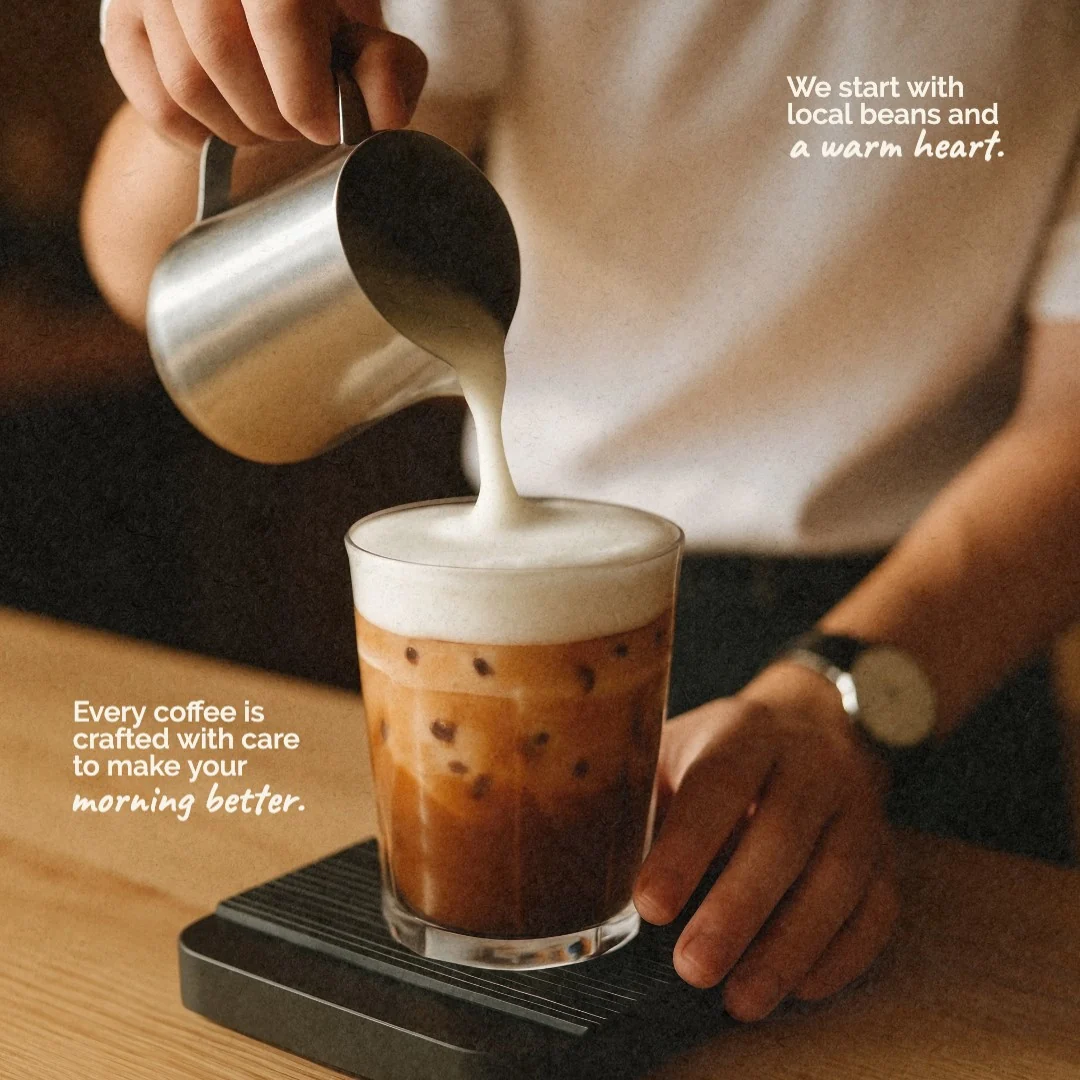 We start with
local beans and
a warm heart.
Every coffee is
crafted with care
to make your
morning better.